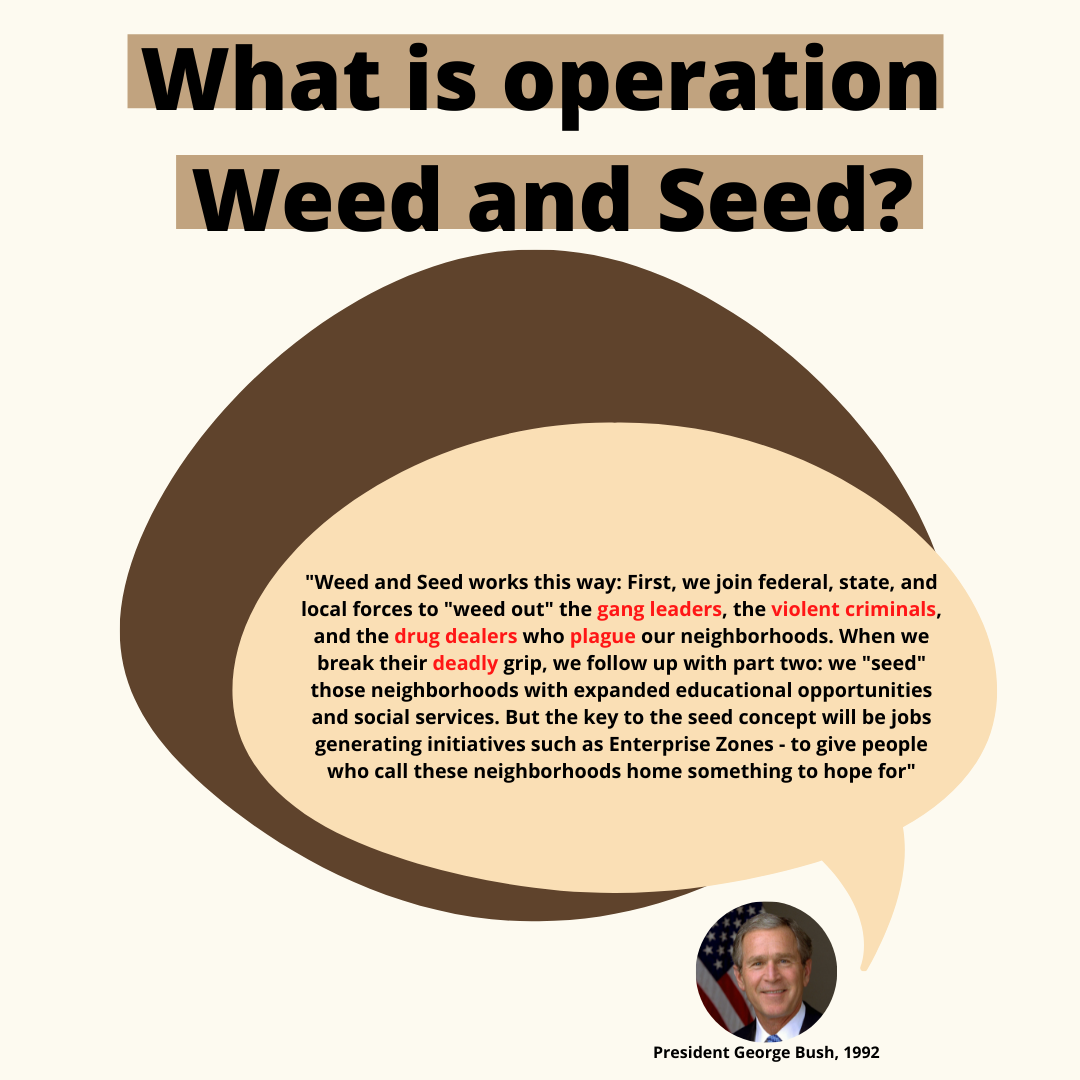 What is operation
Weed and Seed?
"Weed and Seed works this way: First, we join federal, state, and
local forces to "weed out" the gang leaders, the violent criminals,
and the drug dealers who plague our neighborhoods. When we
break their deadly grip, we follow up with part two: we "seed"
those neighborhoods with expanded educational opportunities
and social services. But the key to the seed concept will be jobs
generating initiatives such as Enterprise Zones - to give people
who call these neighborhoods home something to hope for"
President George Bush, 1992